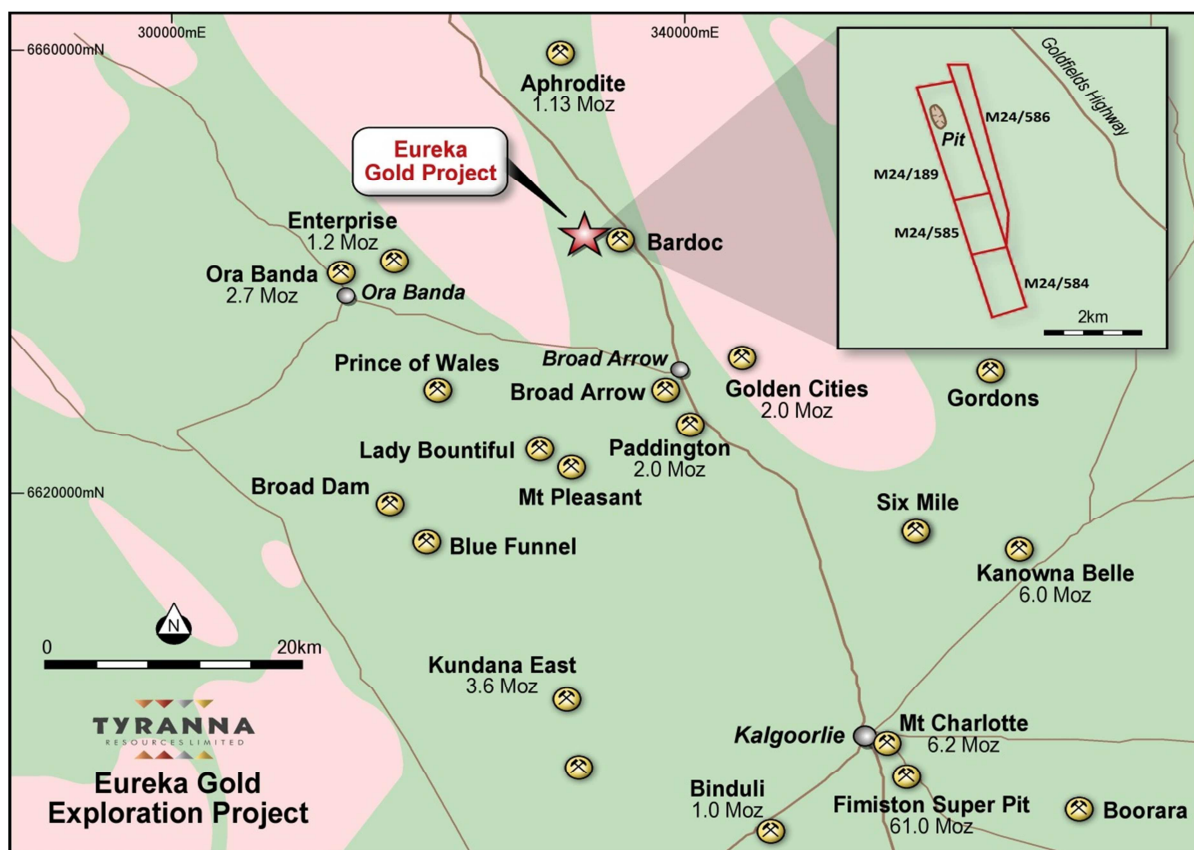 300000mE
340000mE
6660000mN
Aphrodite
1.13 Moz
Goldfields Highway
M24/586
Pit
M24/189
M24/585
M24/584
2km
Eureka
Gold Project
Enterprise
1.2 Moz
Bardoc
Ora Banda
2.7 Moz
Ora Banda
Prince of Wales
Broad Arrow
Broad Arrow
Golden Cities
2.0 Moz
Gordons
Lady Bountiful
Paddington
2.0 Moz
Mt Pleasant
6620000mN
Broad Dam
Blue Funnel
Six Mile
Kanowna Belle
6.0 Moz
N
0 20km
Kundana East
3.6 Moz
TYRANNA
RESOURCES LIMITED
Eureka Gold
Exploration Project
Kalgoorlie
Mt Charlotte
6.2 Moz
Binduli
1.0 Moz
Fimiston Super Pit
61.0 Moz
Boorara